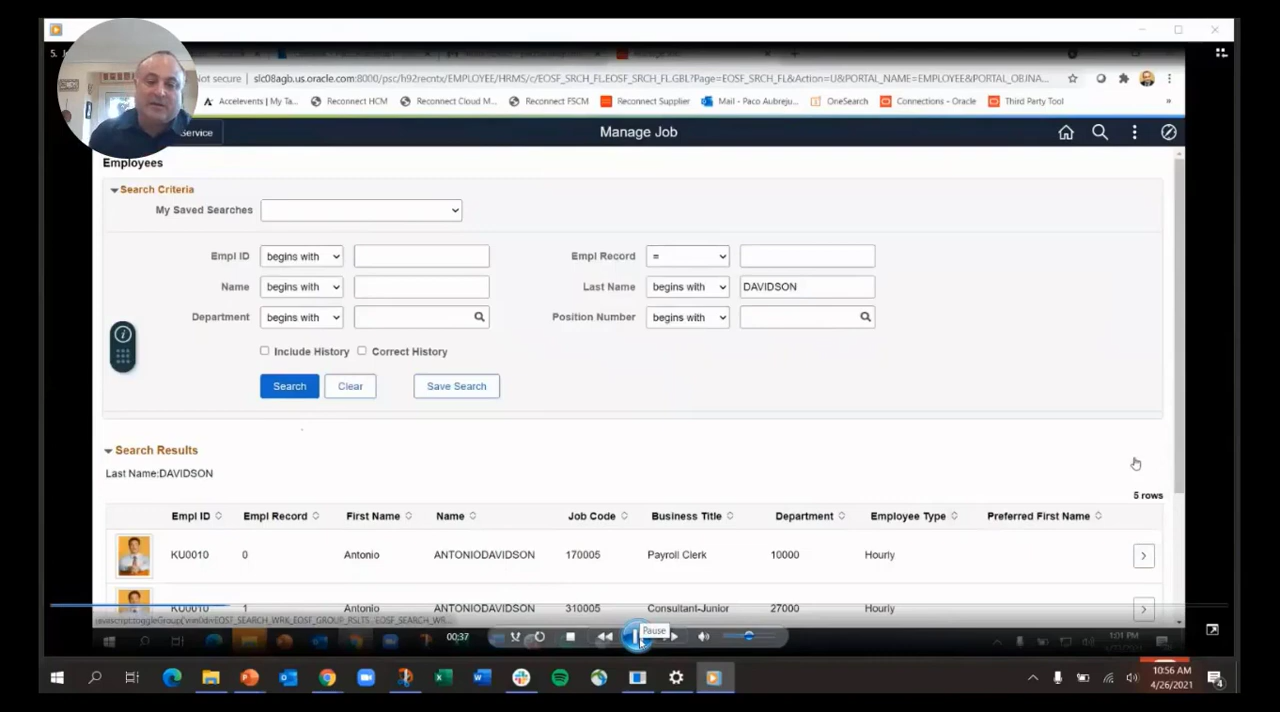 5. J
Not secure slc08agb.us.oracle.com:8000/psc/h92recntx/EMPLOYEE/HRMS/c/EOSF_SRCH_FL.EOSF_SRCH_FL.GBL?Page=EOSF_SRCH_FL&Action=U&PORTAL_NAME=EMPLOYEE&PORTAL_OBJNA...
Accelevents | My Ta... Reconnect HCM Reconnect Cloud M... Reconnect FSCM Reconnect Supplier Mail - Paco Aubrejua... OneSearch Connections - Oracle Third Party Tool »
Service Manage Job
Employees
Search Criteria
My Saved Searches
Empl ID begins with Empl Record =
Name begins with Last Name begins with DAVIDSON
Department begins with Position Number begins with
Include History Correct History
Search Clear Save Search
Search Results
Last Name:DAVIDSON
5 rows
Empl ID Empl Record First Name Name Job Code Business Title Department Employee Type Preferred First Name
KU0010 0 Antonio ANTONIODAVIDSON 170005 Payroll Clerk 10000 Hourly
KU0010 1 Antonio ANTONIODAVIDSON 310005 Consultant-Junior 27000 Hourly
00:37 Pause 1:01 PM
10:56 AM
4/26/2021 4